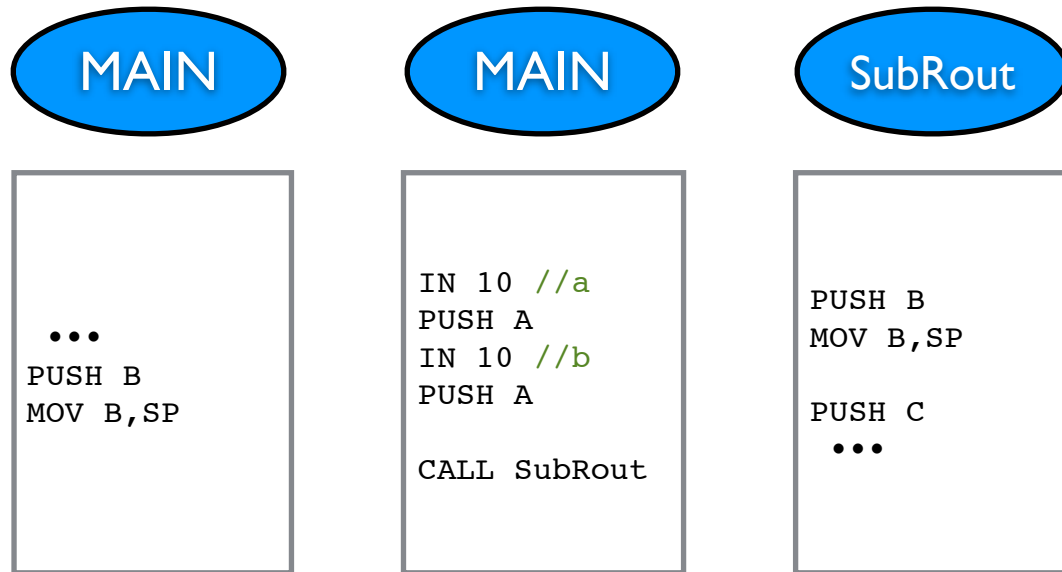 MAIN
•••
PUSH B
MOV B,SP
MAIN
IN 10 //a
PUSH A
IN 10 //b
PUSH A
CALL SubRout
SubRout
PUSH B
MOV B,SP
PUSH C
•••